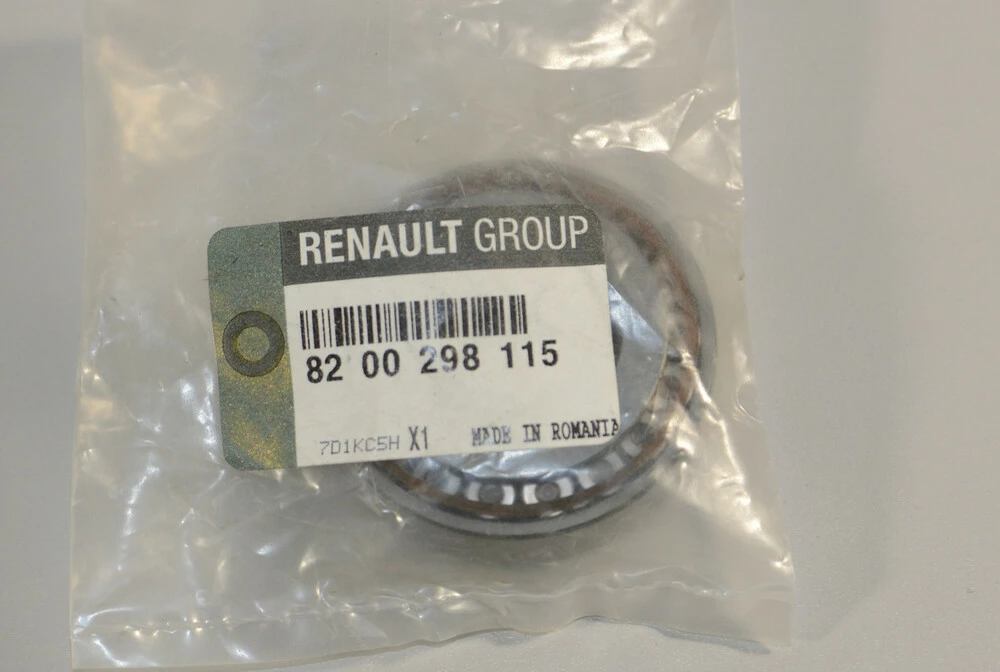 RENAULT GROUP
82 00 298 115
7D1KC5H X1 MADE IN ROMANIA